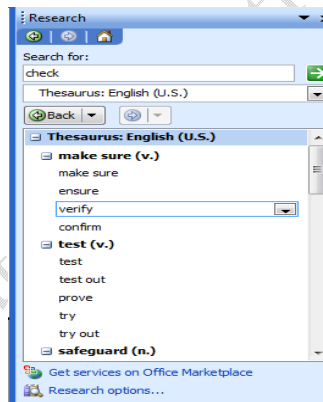 Research
Search for:
check
Thesaurus: English (U.S.)
Back
Thesaurus: English (U.S.)
make sure (v.)
make sure
ensure
verify
confirm
test (v.)
test
test out
prove
try
try out
safeguard (n.)
Get services on Office Marketplace
Research options...